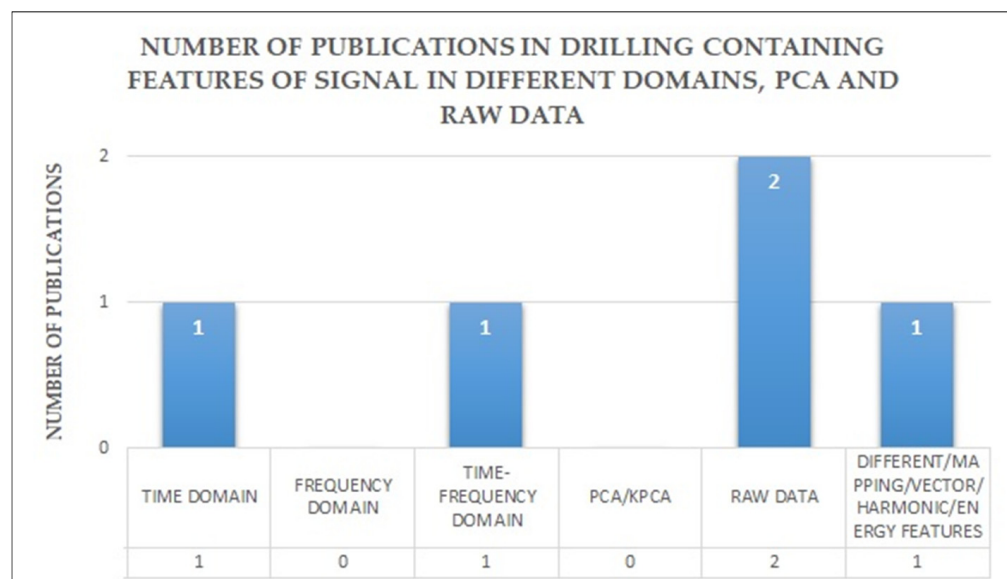 NUMBER OF PUBLICATIONS IN DRILLING CONTAINING
FEATURES OF SIGNAL IN DIFFERENT DOMAINS, PCA AND
RAW DATA
NUMBER OF PUBLICATIONS
2
1
0
1
1
2
1
TIME DOMAIN
FREQUENCY
DOMAIN
TIME-
FREQUENCY
DOMAIN
PCA/KPCA
RAW DATA
DIFFERENT/MA
PPING/VECTOR/
HARMONIC/EN
ERGY FEATURES
1
0
1
0
2
1